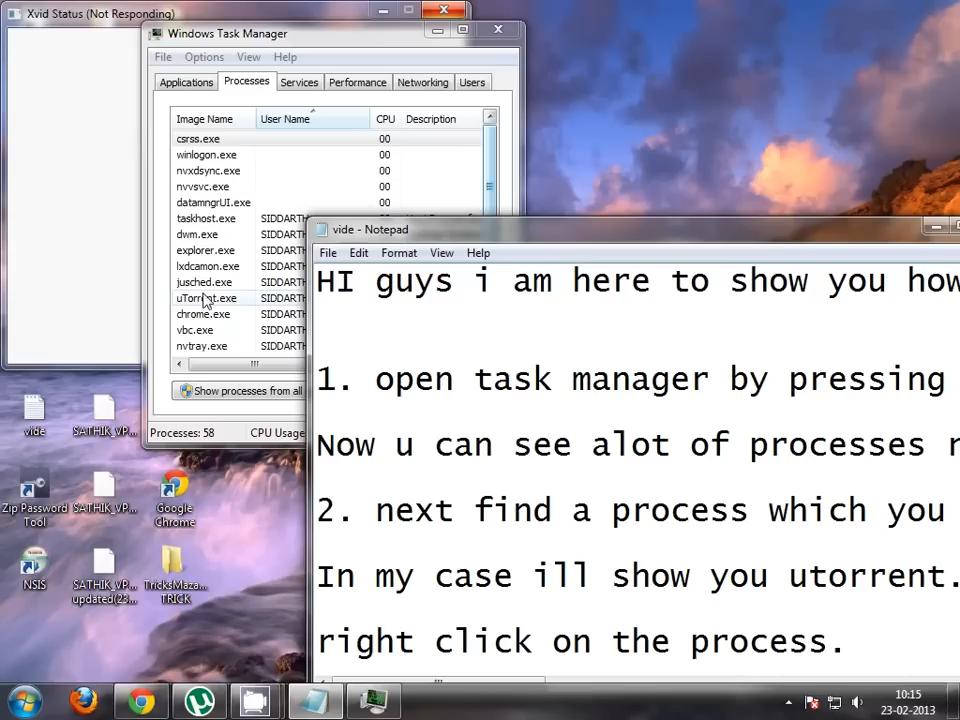 Xvid Status (Not Responding)
Windows Task Manager
File Options View Help
Applications Processes Services Performance Networking Users
Image Name User Name CPU Description
csrss.exe 00
winlogon.exe 00
nvxdsync.exe 00
nvvsvc.exe 00
datamngrUI.exe 00
taskhost.exe SIDDARTH
dwm.exe SIDDARTH
explorer.exe SIDDARTH
lxdcamon.exe SIDDARTH
jusched.exe SIDDARTH
uTorrent.exe SIDDARTH
chrome.exe SIDDARTH
vbc.exe SIDDARTH
nvtray.exe SIDDARTH
Show processes from all
Processes: 58 CPU Usage
vide - Notepad
File Edit Format View Help
HI guys i am here to show you how
1. open task manager by pressing
Now u can see alot of processes
2. next find a process which you
In my case ill show you utorrent.
right click on the process.
vide
SATHIK_VP...
Zip Password
Tool
SATHIK_VP...
Google
Chrome
NSIS
SATHIK_VP...
updated(23...
TricksMaza...
TRICK
10:15
23-02-2013